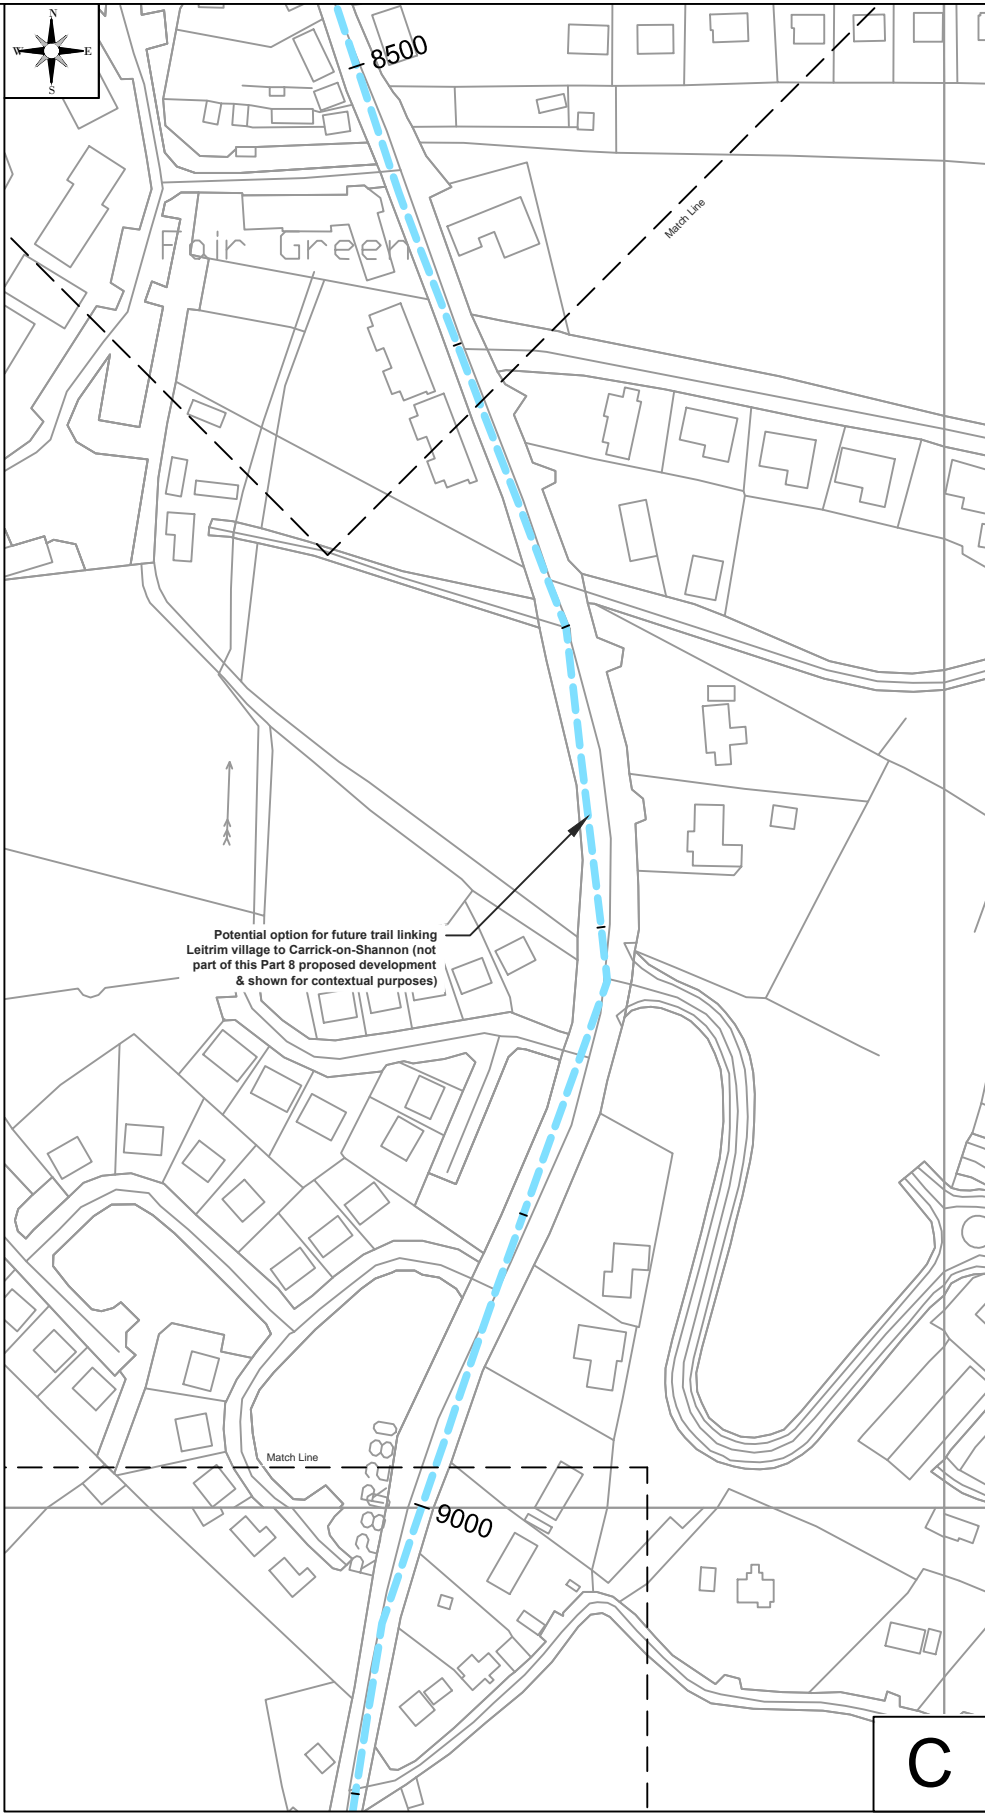 N
W
E
S
8500
Match Line
Fair Green
Potential option for future trail linking
Leitrim village to Carrick-on-Shannon (not
part of this Part 8 proposed development
& shown for contextual purposes)
Match Line
R280
9000
C